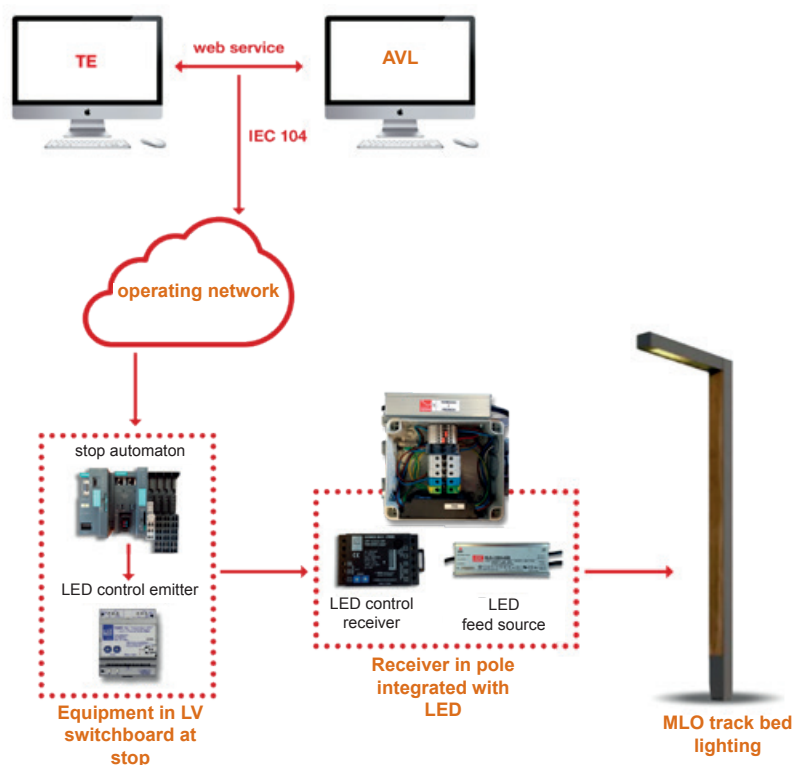 TE
web service
AVL
IEC 104
operating network
stop automaton
LED control emitter
LED control
receiver
LED
feed source
Receiver in pole
integrated with
LED
Equipment in LV
switchboard at
stop
MLO track bed
lighting